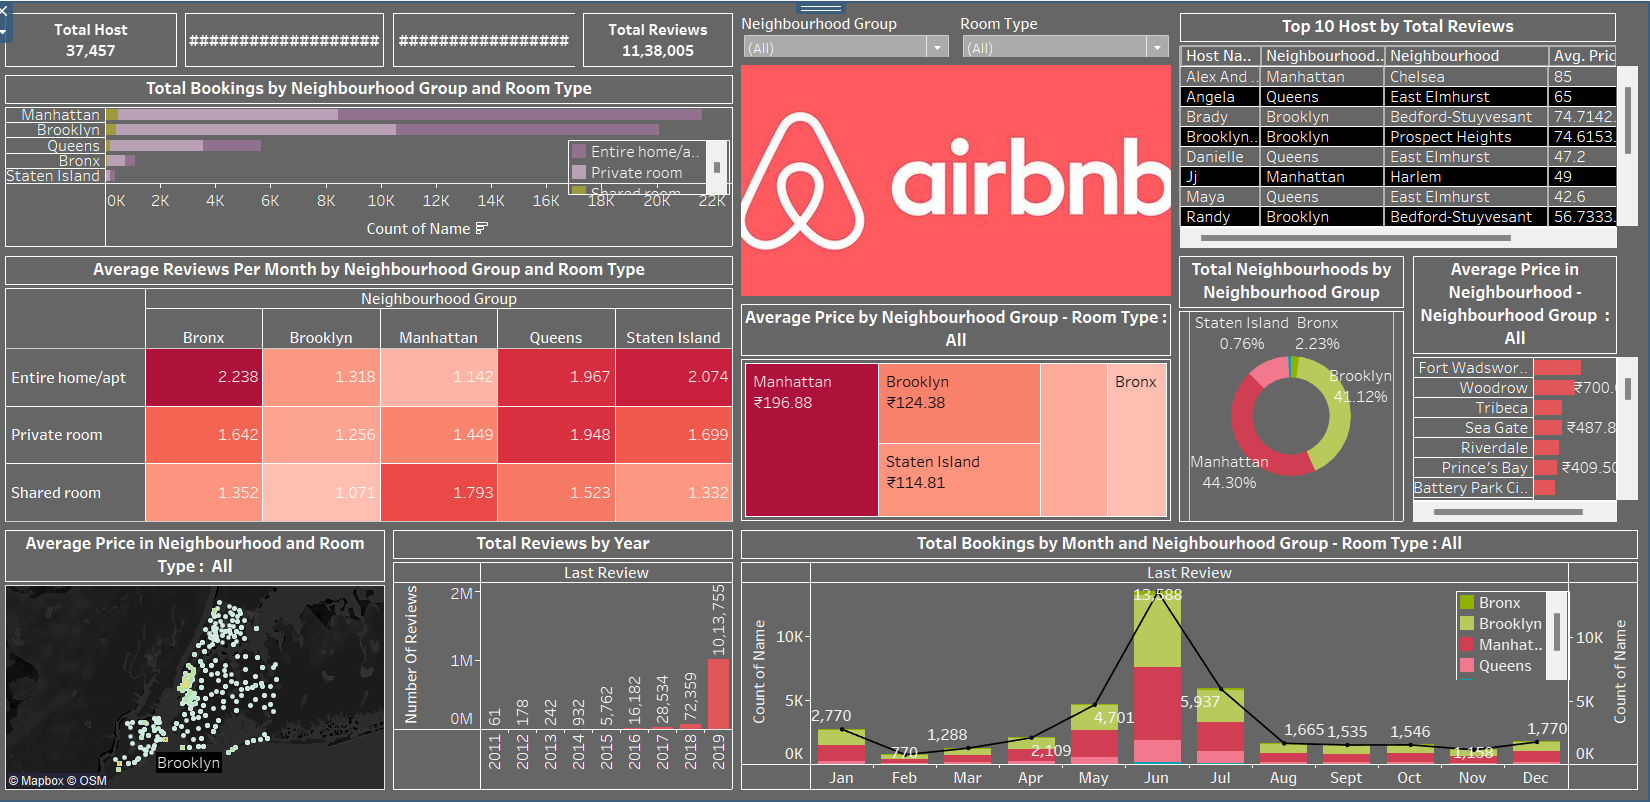 Total Host
37,457
###################
#################
Total Reviews
11,38,005
Neighbourhood Group
(All)
Room Type
(All)
Total Bookings by Neighbourhood Group and Room Type
Manhattan
Brooklyn
Queens
Bronx
Staten Island
Entire home/a..
Private room
Shared room
0K 2K 4K 6K 8K 10K 12K 14K 16K 18K 20K 22K
Count of Name
airbnb
Top 10 Host by Total Reviews
Host Na.. Neighbourhood.. Neighbourhood Avg. Pric
Alex And .. Manhattan Chelsea 85
Angela Queens East Elmhurst 65
Brady Brooklyn Bedford-Stuyvesant 74.7142.
Brooklyn.. Brooklyn Prospect Heights 74.6153.
Danielle Queens East Elmhurst 47.2
Jj Manhattan Harlem 49
Maya Queens East Elmhurst 42.6
Randy Brooklyn Bedford-Stuyvesant 56.7333.
Average Reviews Per Month by Neighbourhood Group and Room Type
Neighbourhood Group
Bronx Brooklyn Manhattan Queens Staten Island
Entire home/apt 2.238 1.318 1.142 1.967 2.074
Private room 1.642 1.256 1.449 1.948 1.699
Shared room 1.352 1.071 1.793 1.523 1.332
Average Price by Neighbourhood Group - Room Type :
All
Manhattan
₹196.88
Brooklyn
₹124.38
Staten Island
₹114.81
Bronx
Total Neighbourhoods by
Neighbourhood Group
Staten Island
0.76%
Bronx
2.23%
Brooklyn
41.12%
Manhattan
44.30%
Average Price in
Neighbourhood -
Neighbourhood Group :
All
Fort Wadswor..
Woodrow ₹700.
Tribeca
Sea Gate ₹487.8
Riverdale
Prince's Bay ₹409.50
Battery Park Ci..
Average Price in Neighbourhood and Room
Type : All
Brooklyn
© Mapbox © OSM
Total Reviews by Year
Last Review
Number Of Reviews
2M
1M
0M
61
178
242
932
5,762
16,182
28,534
72,359
10,13,755
2011 2012 2013 2014 2015 2016 2017 2018 2019
Total Bookings by Month and Neighbourhood Group - Room Type : All
Last Review
Count of Name
10K
5K
0K
2,770
770
1,288
2,109
4,701
13,588
5,937
1,665
1,535
1,546
1,158
1,770
Bronx
Brooklyn
Manhat..
Queens
10K
5K
0K
Count of Name
Jan Feb Mar Apr May Jun Jul Aug Sept Oct Nov Dec